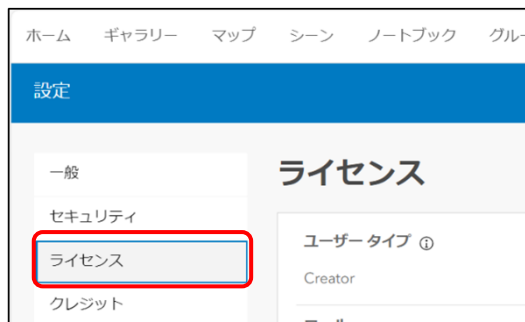 ホーム ギャラリー マップ シーン ノートブック グルー
設定
一般
セキュリティ
ライセンス
クレジット
ライセンス
ユーザー タイプ
Creator